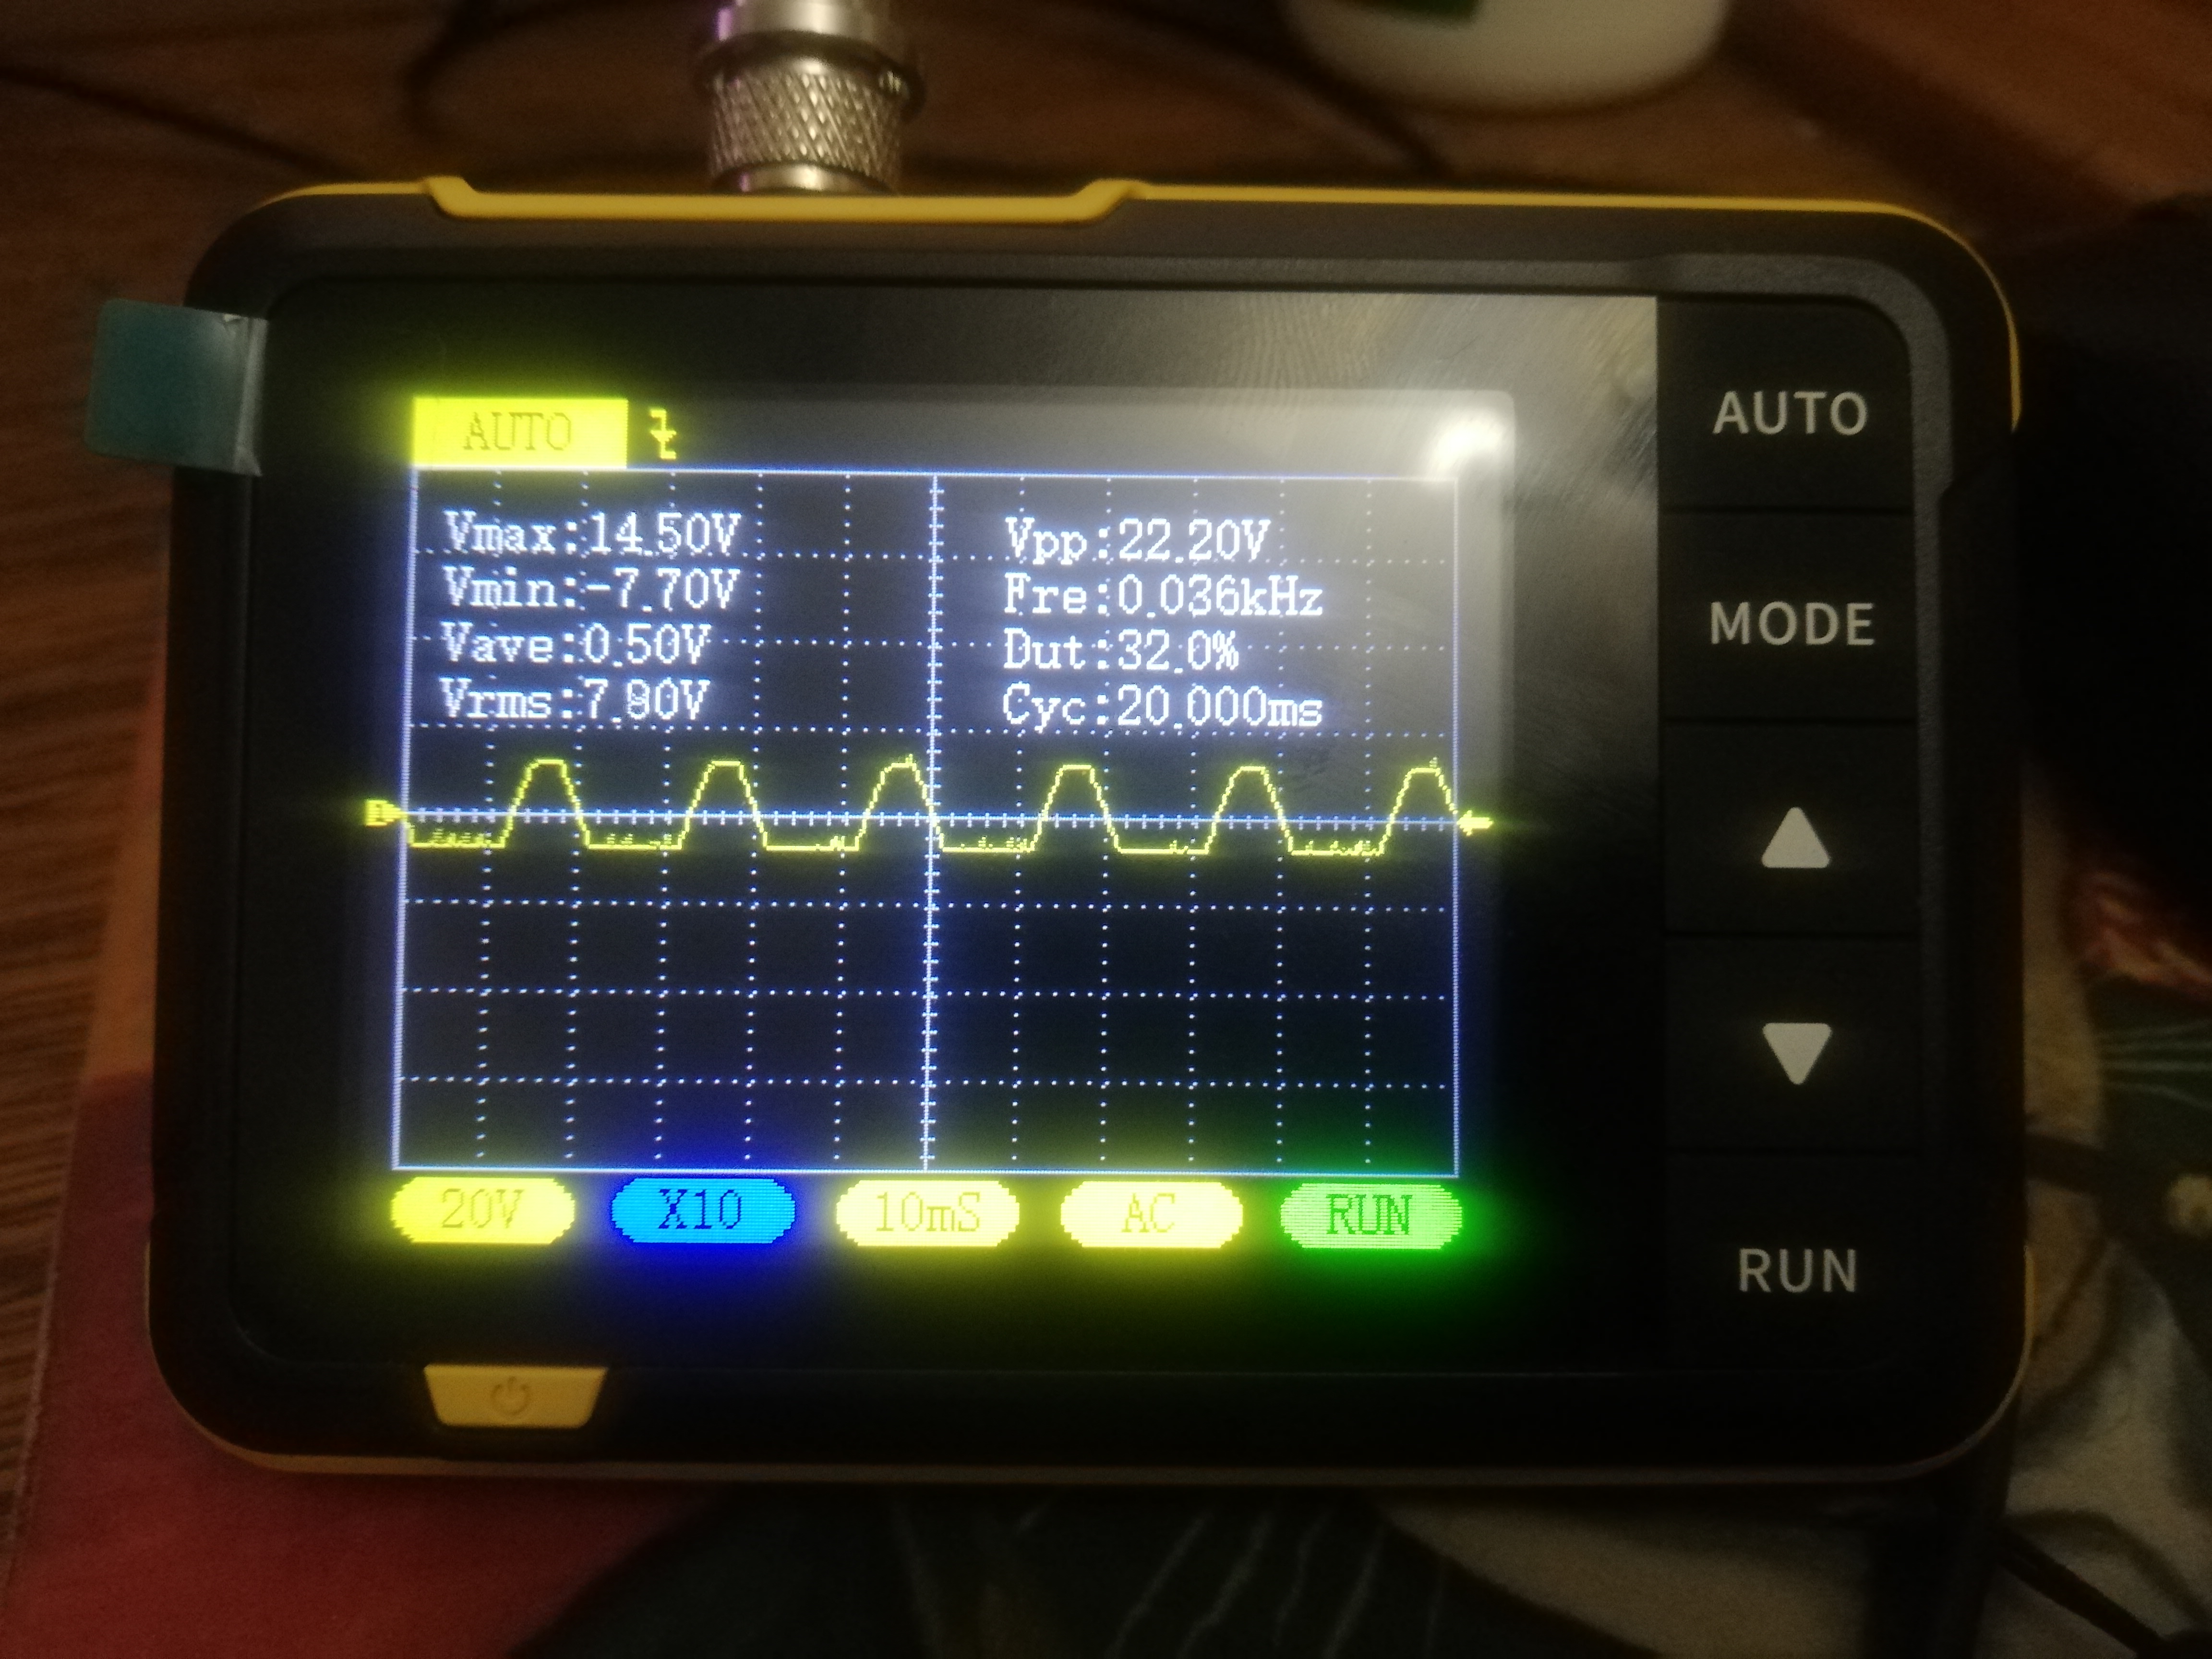 AUTO
Vmax:14.50V
Vpp:22.20V
Vmin:-7.70V
Fre:0.036kHz
Vave:0.50V
Dut:32.0%
Vrms:7.80V
Cyc:20.000ms
20V
X10
10mS
AC
RUN
AUTO
MODE
RUN